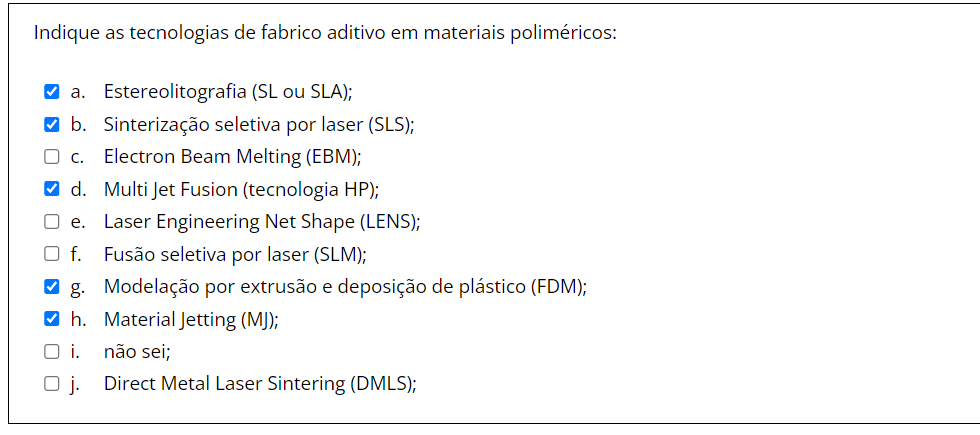 Indique as tecnologias de fabrico aditivo em materiais poliméricos:
a. Estereolitografia (SL ou SLA);
b. Sinterização seletiva por laser (SLS);
c. Electron Beam Melting (EBM);
d. Multi Jet Fusion (tecnologia HP);
e. Laser Engineering Net Shape (LENS);
f. Fusão seletiva por laser (SLM);
g. Modelação por extrusão e deposição de plástico (FDM);
h. Material Jetting (MJ);
i. não sei;
j. Direct Metal Laser Sintering (DMLS);